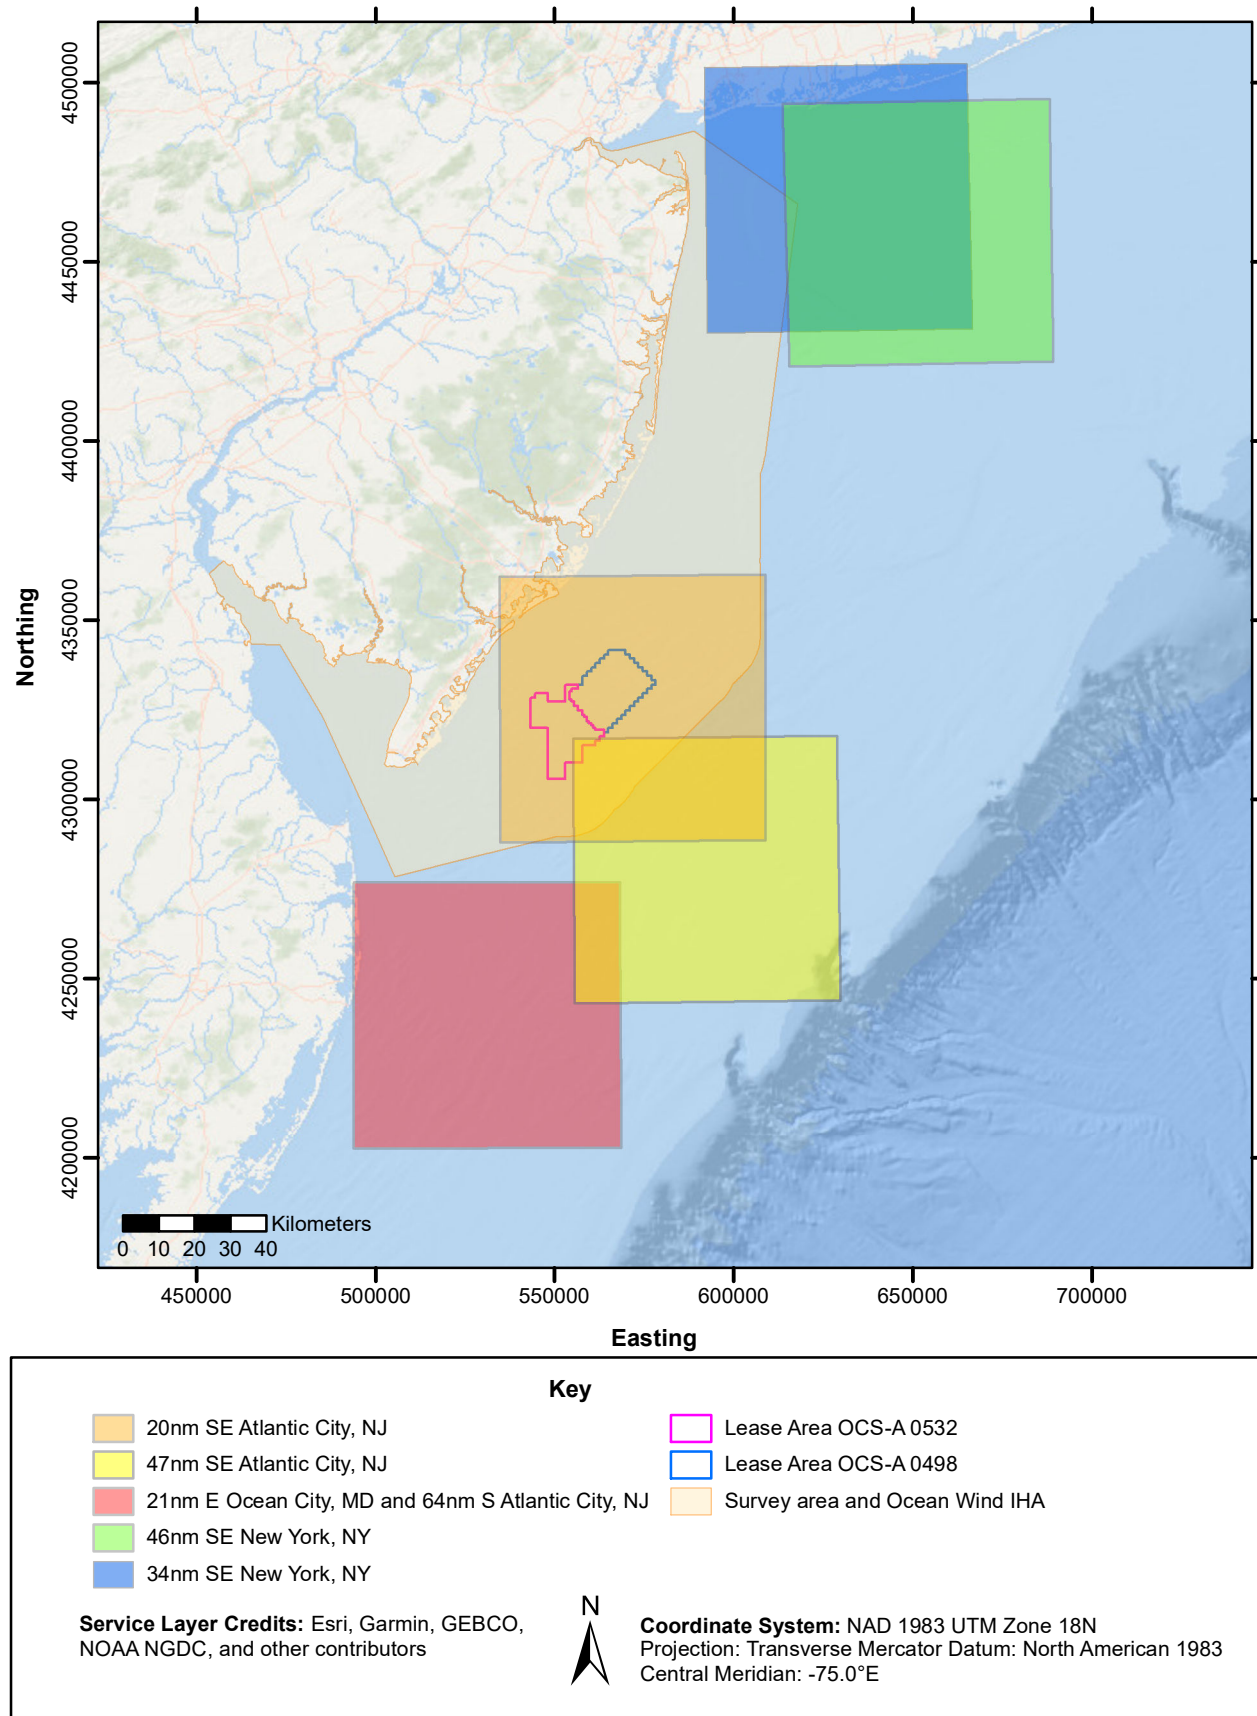 4500000
4450000
4400000
4350000
4300000
4250000
4200000
Northing
Kilometers
0 10 20 30 40
450000 500000 550000 600000 650000 700000
Easting
Key
20nm SE Atlantic City, NJ
47nm SE Atlantic City, NJ
21nm E Ocean City, MD and 64nm S Atlantic City, NJ
46nm SE New York, NY
34nm SE New York, NY
Lease Area OCS-A 0532
Lease Area OCS-A 0498
Survey area and Ocean Wind IHA
Service Layer Credits: Esri, Garmin, GEBCO,
NOAA NGDC, and other contributors
N
Coordinate System: NAD 1983 UTM Zone 18N
Projection: Transverse Mercator Datum: North American 1983
Central Meridian: -75.0°E